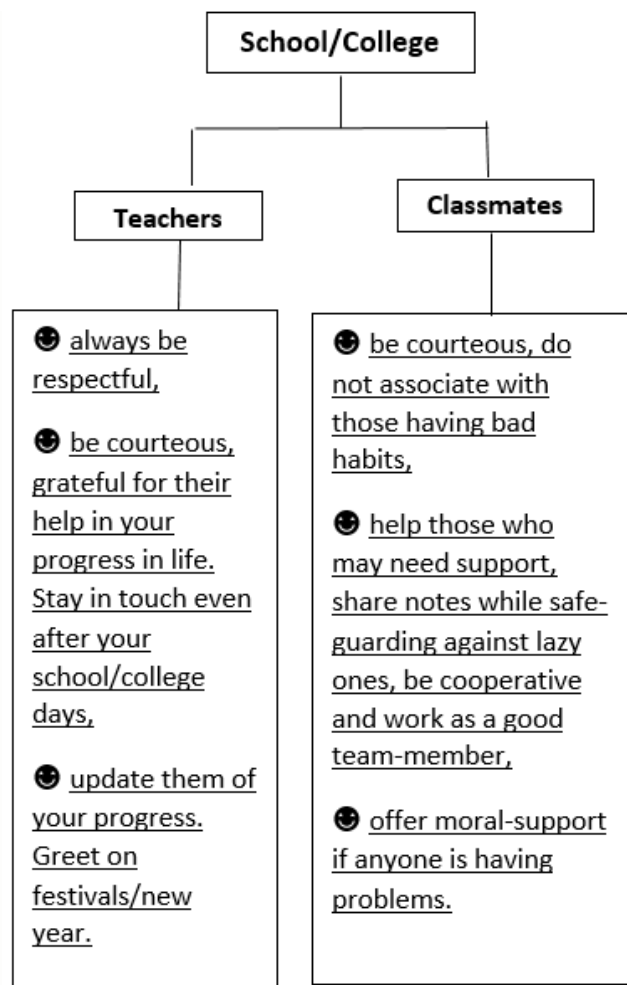 School/College
Teachers
Classmates
☻ always be
respectful,
☻ be courteous,
grateful for their
help in your
progress in life.
Stay in touch even
after your
school/college
days,
☻ update them of
your progress.
Greet on
festivals/new
year.
☻ be courteous, do
not associate with
those having bad
habits,
☻ help those who
may need support,
share notes while safe-
guarding against lazy
ones, be cooperative
and work as a good
team-member,
☻ offer moral-support
if anyone is having
problems.